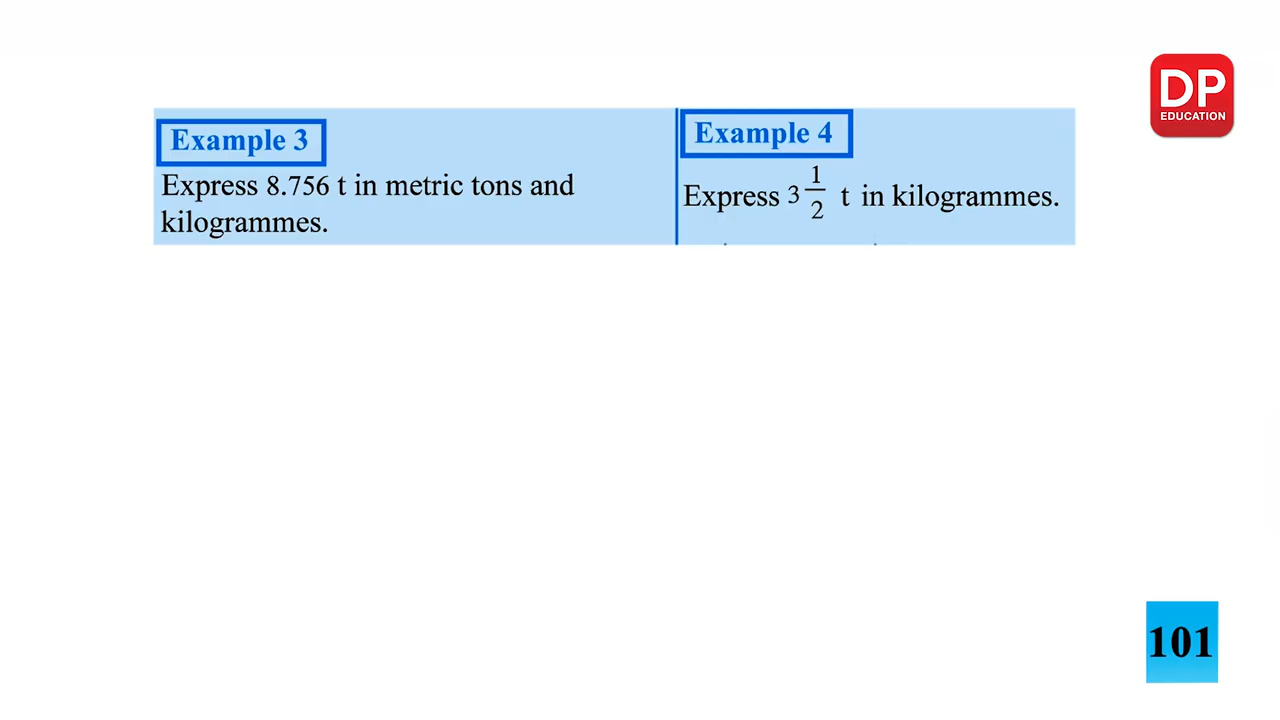 DP
EDUCATION
Example 3
Express 8.756 t in metric tons and
kilogrammes.
Example 4
Express 3 1/2 t in kilogrammes.
101